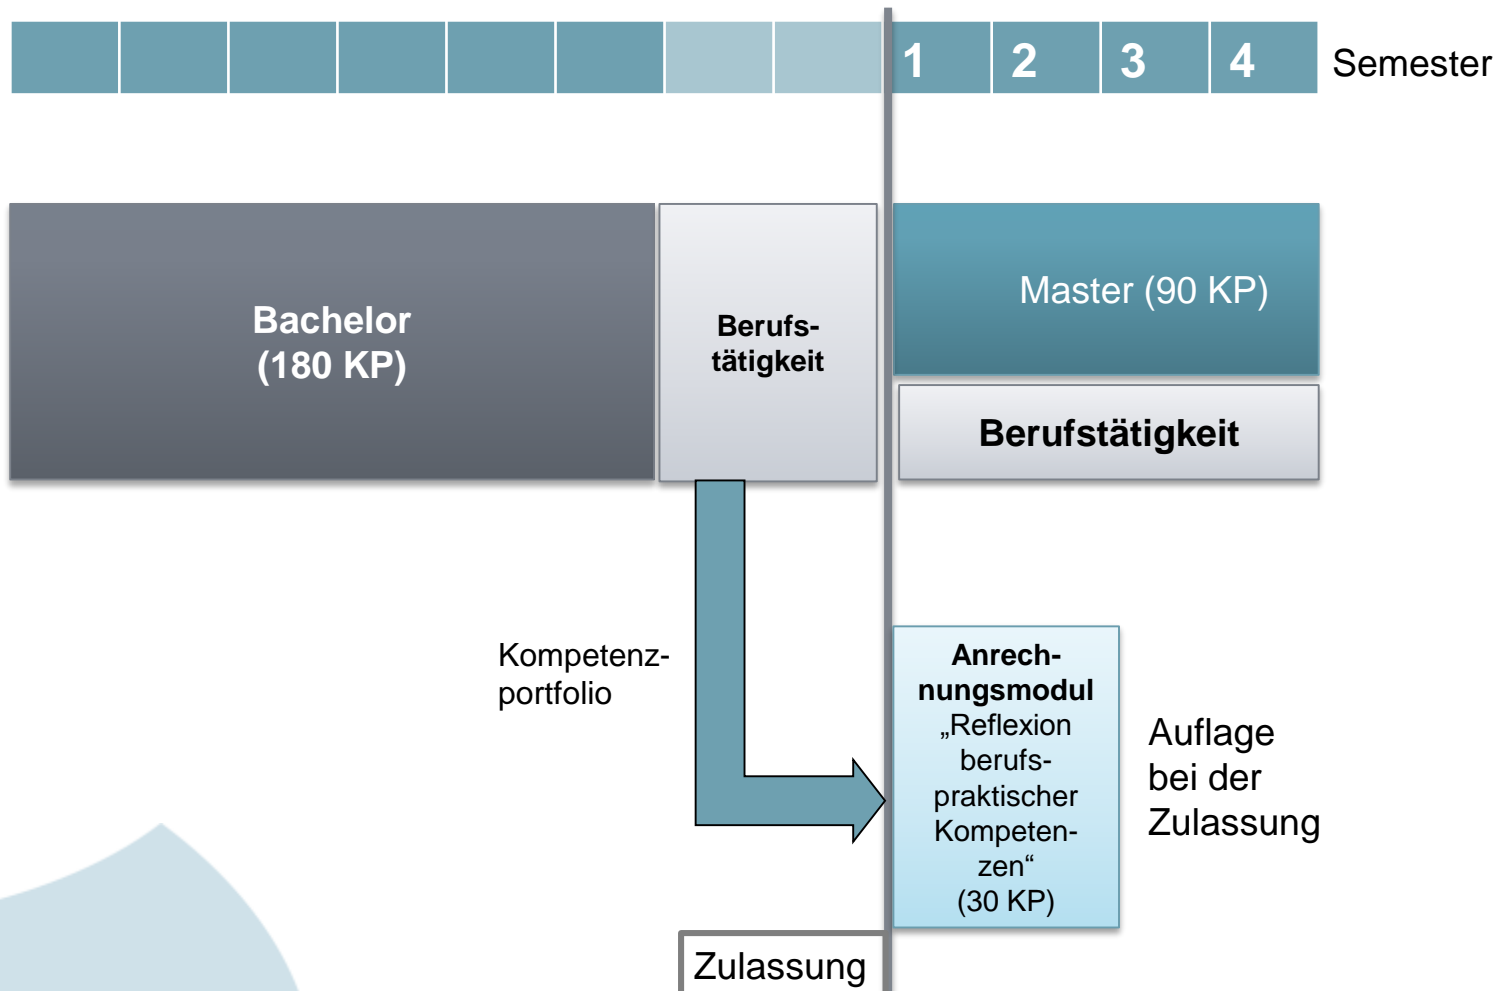 1 2 3 4 Semester
Bachelor
(180 KP)
Berufs-
tätigkeit
Master (90 KP)
Berufstätigkeit
Kompetenz-
portfolio
Anrech-
nungsmodul
„Reflexion
berufs-
praktischer
Kompeten-
zen“
(30 KP)
Auflage
bei der
Zulassung
Zulassung